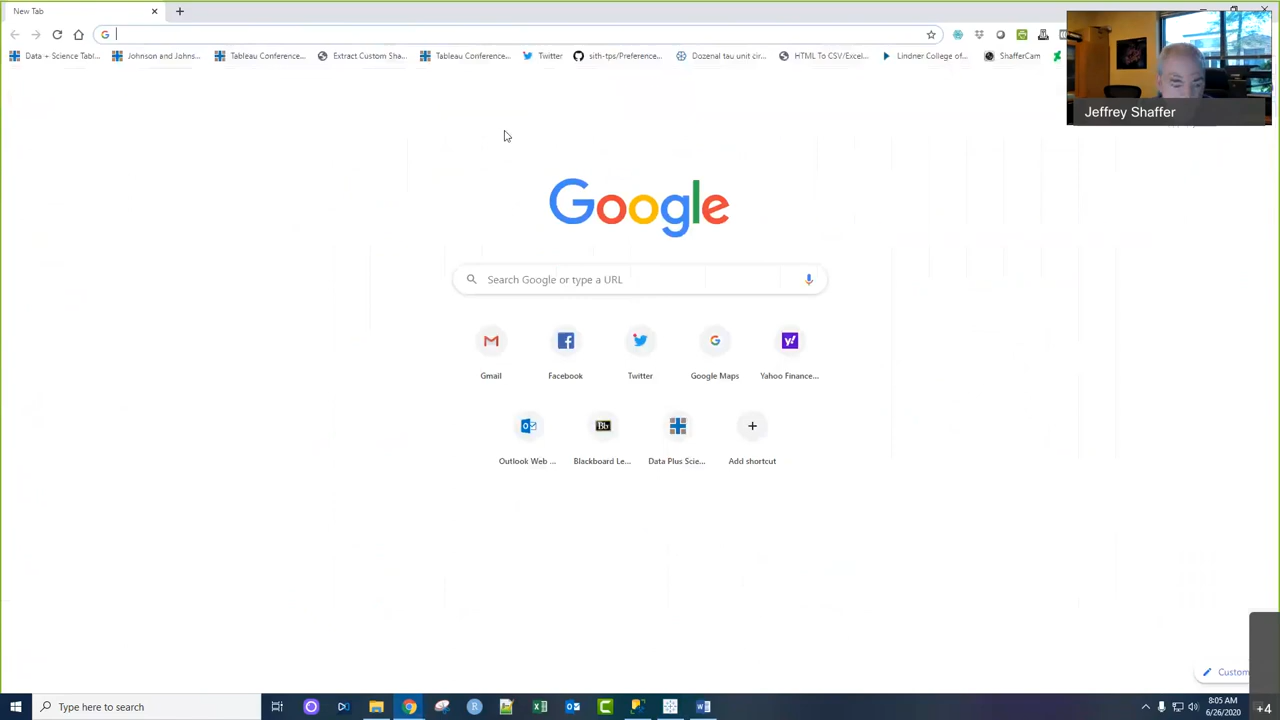 New Tab
Data + Science Tabl...
Johnson and Johns...
Tableau Conference...
Extract Custom Sha...
Tableau Conference...
Twitter
sith-tps/Preference...
Dozenal tau unit cir...
HTML To CSV/Excel...
Lindner College of...
ShafferCam
Jeffrey Shaffer
Google
Search Google or type a URL
Gmail
Facebook
Twitter
Google Maps
Yahoo Finance...
Outlook Web ...
Bb
Blackboard Le...
Data Plus Scie...
Add shortcut
Custom
Type here to search
8:05 AM
6/26/2020
+4